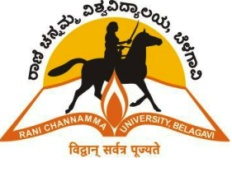 ರಾಣಿ ಚನ್ನಮ್ಮ ವಿಶ್ವವಿದ್ಯಾಲಯ, ಬೆಳಗಾವಿ
RANI CHANNAMMA UNIVERSITY, BELAGAVI
विद्वान् सर्वत्र पूज्यते